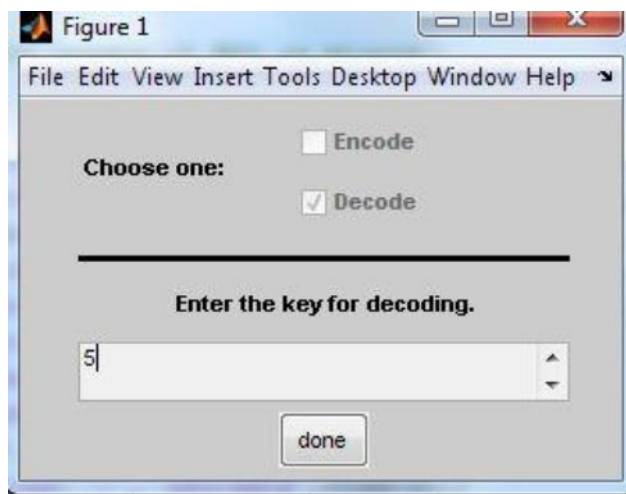 Figure 1
File Edit View Insert Tools Desktop Window Help
Encode
Choose one:
Decode
Enter the key for decoding.
5
done